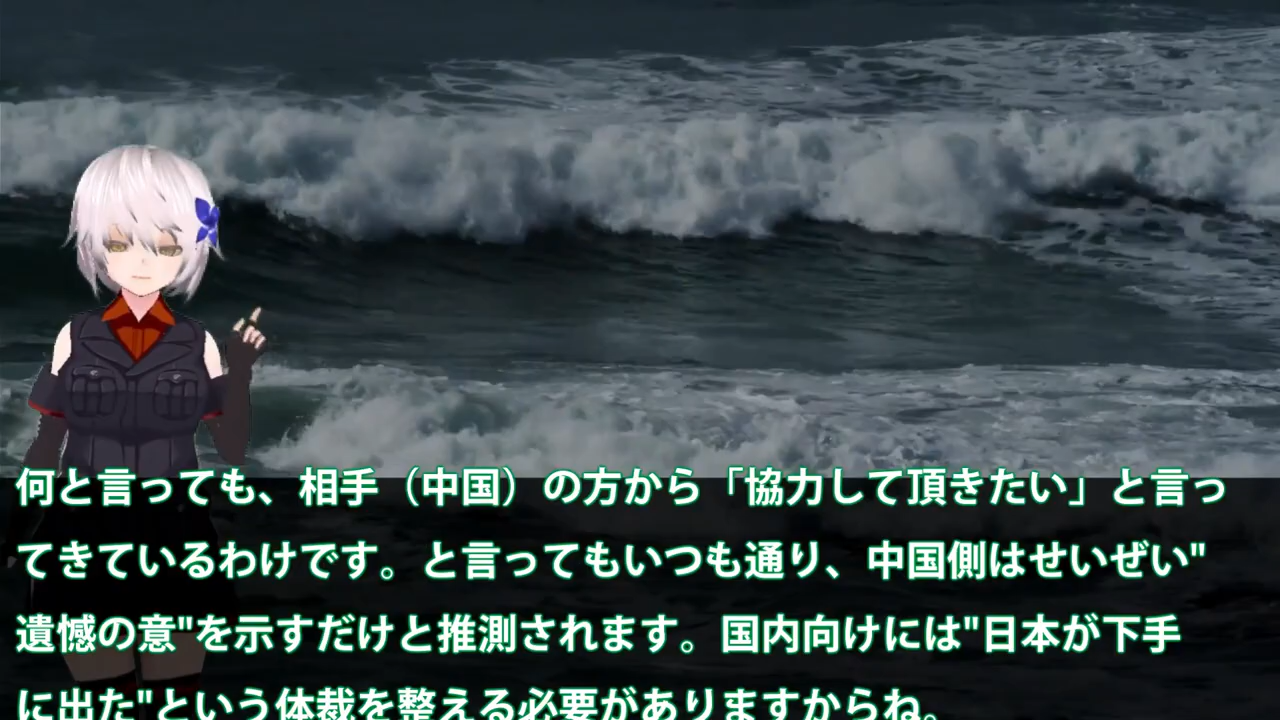 何と言っても、相手（中国）の方から「協力して頂きたい」と言っ
てきているわけです。と言ってもいつも通り、中国側はせいぜい"
遺憾の意"を示すだけと推測されます。国内向けには"日本が下手
に出た"という体裁を整える必要がありますからね。